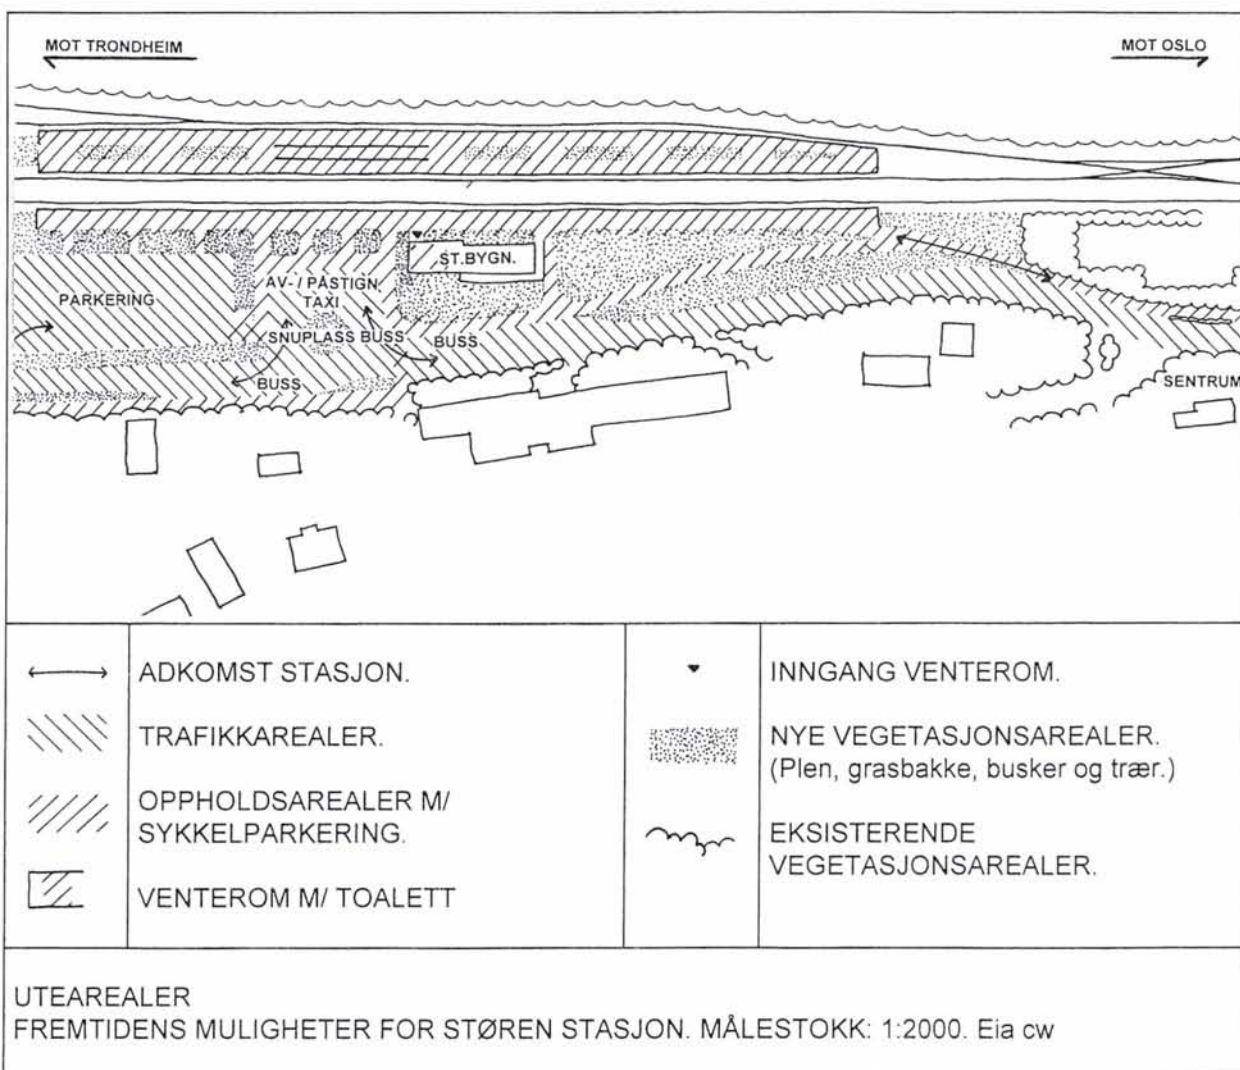 MOT TRONDHEIM
MOT OSLO
ST.BYGN.
PARKERING
AV- / PÅSTIGN
TAXI
SNUPLASS BUSS
BUSS
BUSS
SENTRUM
ADKOMST STASJON.
TRAFIKKAREALER.
OPPHOLDSAREALER M/
SYKKELPARKERING.
VENTEROM M/ TOALETT
INNGANG VENTEROM.
NYE VEGETASJONSAREALER.
(Plen, grasbakke, busker og trær.)
EKSISTERENDE
VEGETASJONSAREALER.
UTEAREALER
FREMTIDENS MULIGHETER FOR STØREN STASJON. MÅLESTOKK: 1:2000. Eia cw